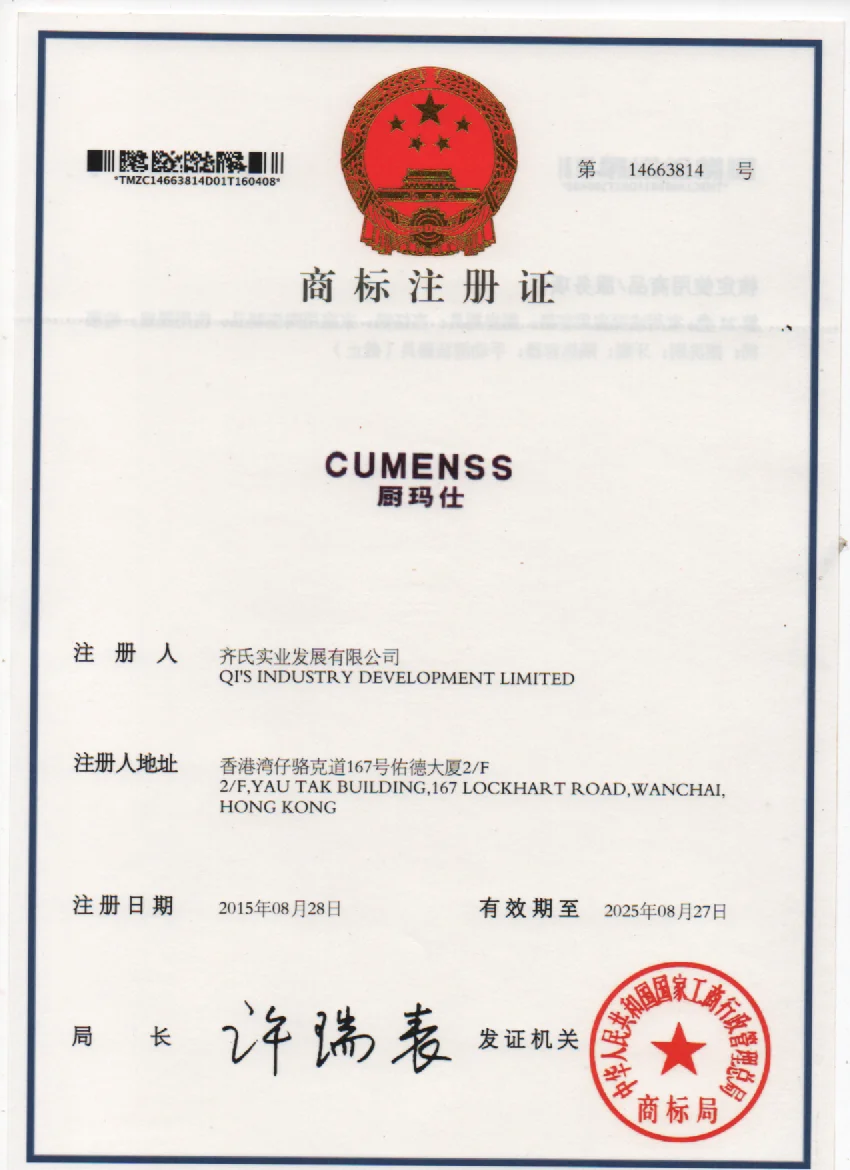 *TMZC14663814D01T160408*
第 14663814 号
商标注册证
CUMENSS
厨玛仕
注册人 齐氏实业发展有限公司
QI'S INDUSTRY DEVELOPMENT LIMITED
注册人地址 香港湾仔骆克道167号佑德大厦2/F
2/F,YAU TAK BUILDING,167 LOCKHART ROAD,WANCHAI,
HONG KONG
注册日期 2015年08月28日 有效期至 2025年08月27日
局长 许瑞表 发证机关
中华人民共和国国家工商行政管理总局
商标局